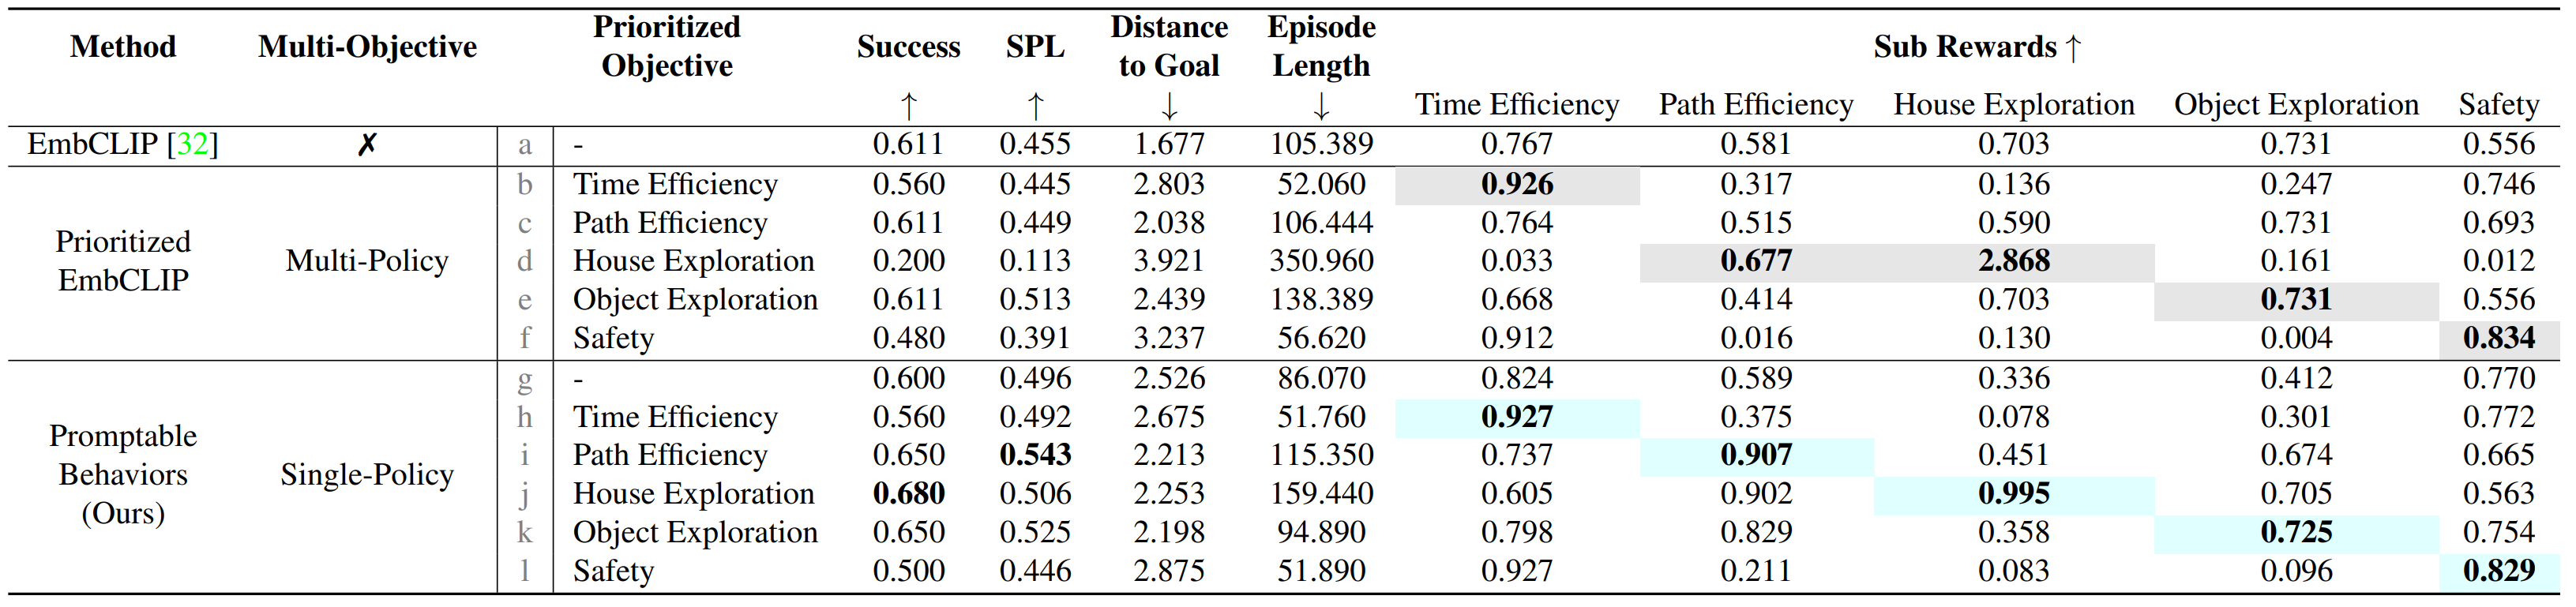 Method Multi-Objective Prioritized Objective Success SPL Distance to Goal Episode Length Sub Rewards ↑
↑ ↑ ↓ ↓ Time Efficiency Path Efficiency House Exploration Object Exploration Safety
EmbCLIP [32] ✗ a - 0.611 0.455 1.677 105.389 0.767 0.581 0.703 0.731 0.556
Prioritized EmbCLIP Multi-Policy
b Time Efficiency 0.560 0.445 2.803 52.060 0.926 0.317 0.136 0.247 0.746
c Path Efficiency 0.611 0.449 2.038 106.444 0.764 0.515 0.590 0.731 0.693
d House Exploration 0.200 0.113 3.921 350.960 0.033 0.677 2.868 0.161 0.012
e Object Exploration 0.611 0.513 2.439 138.389 0.668 0.414 0.703 0.731 0.556
f Safety 0.480 0.391 3.237 56.620 0.912 0.016 0.130 0.004 0.834
Promptable Behaviors (Ours) Single-Policy
g - 0.600 0.496 2.526 86.070 0.824 0.589 0.336 0.412 0.770
h Time Efficiency 0.560 0.492 2.675 51.760 0.927 0.375 0.078 0.301 0.772
i Path Efficiency 0.650 0.543 2.213 115.350 0.737 0.907 0.451 0.674 0.665
j House Exploration 0.680 0.506 2.253 159.440 0.605 0.902 0.995 0.705 0.563
k Object Exploration 0.650 0.525 2.198 94.890 0.798 0.829 0.358 0.725 0.754
l Safety 0.500 0.446 2.875 51.890 0.927 0.211 0.083 0.096 0.829